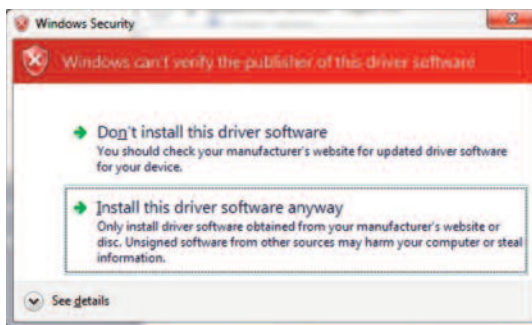 Windows Security
Windows can't verify the publisher of this driver software
Don't install this driver software
You should check your manufacturer's website for updated driver software
for your device.
Install this driver software anyway
Only install driver software obtained from your manufacturer's website or
disc. Unsigned software from other sources may harm your computer or steal
information.
See details